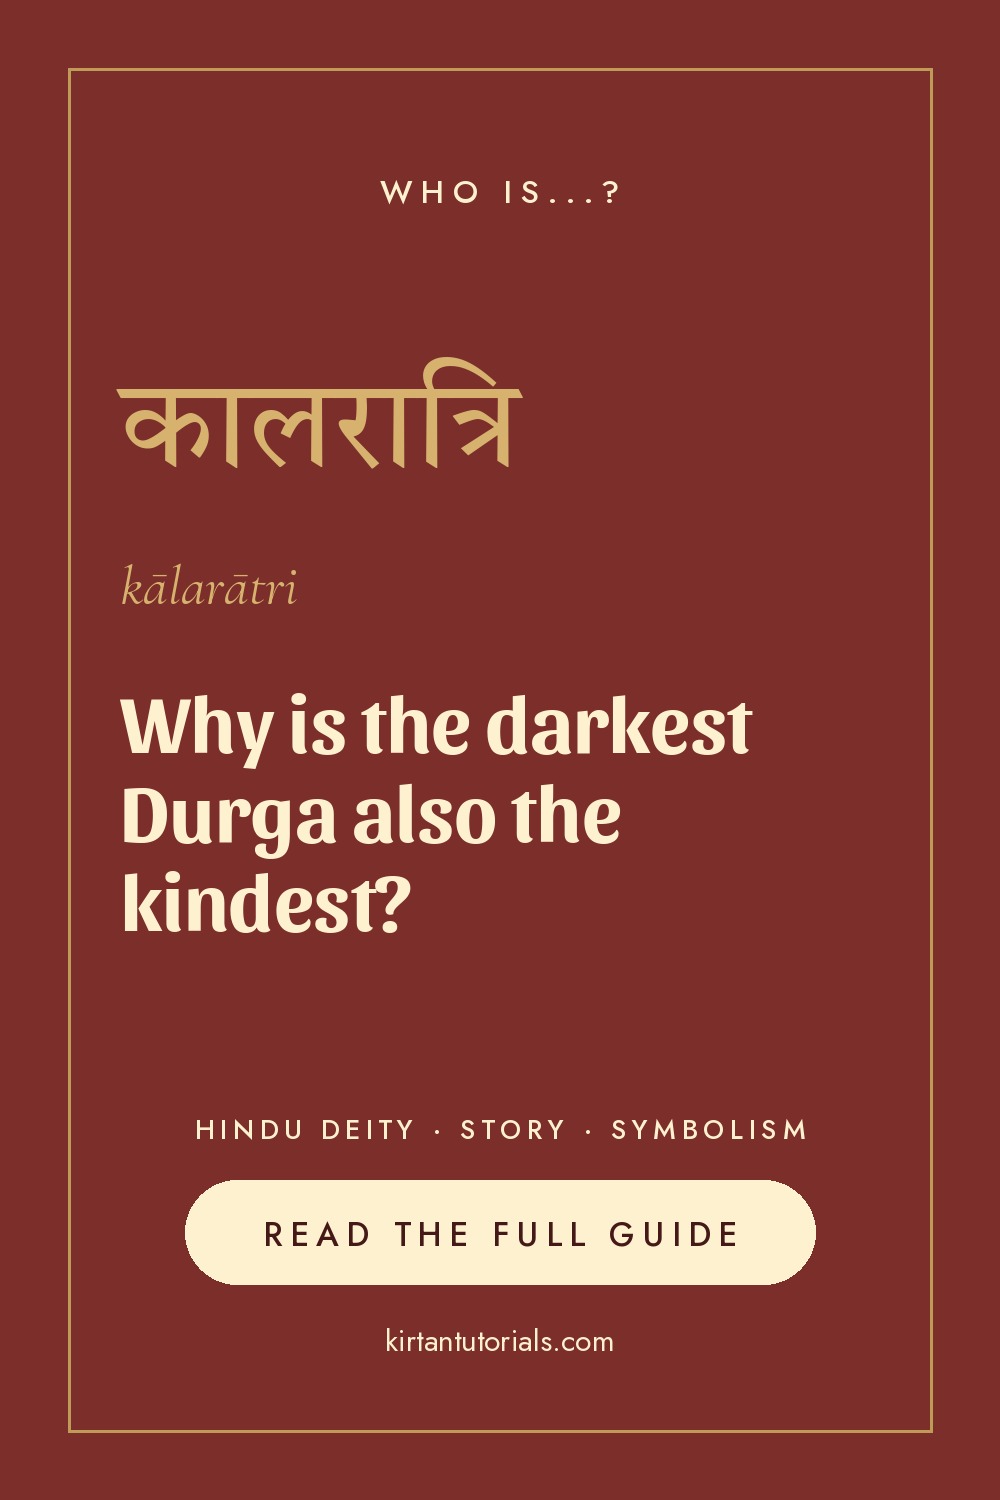 WHO IS...?
कालरात्रि
kālarātri
Why is the darkest
Durga also the
kindest?
HINDU DEITY · STORY · SYMBOLISM
READ THE FULL GUIDE
kirtantutorials.com